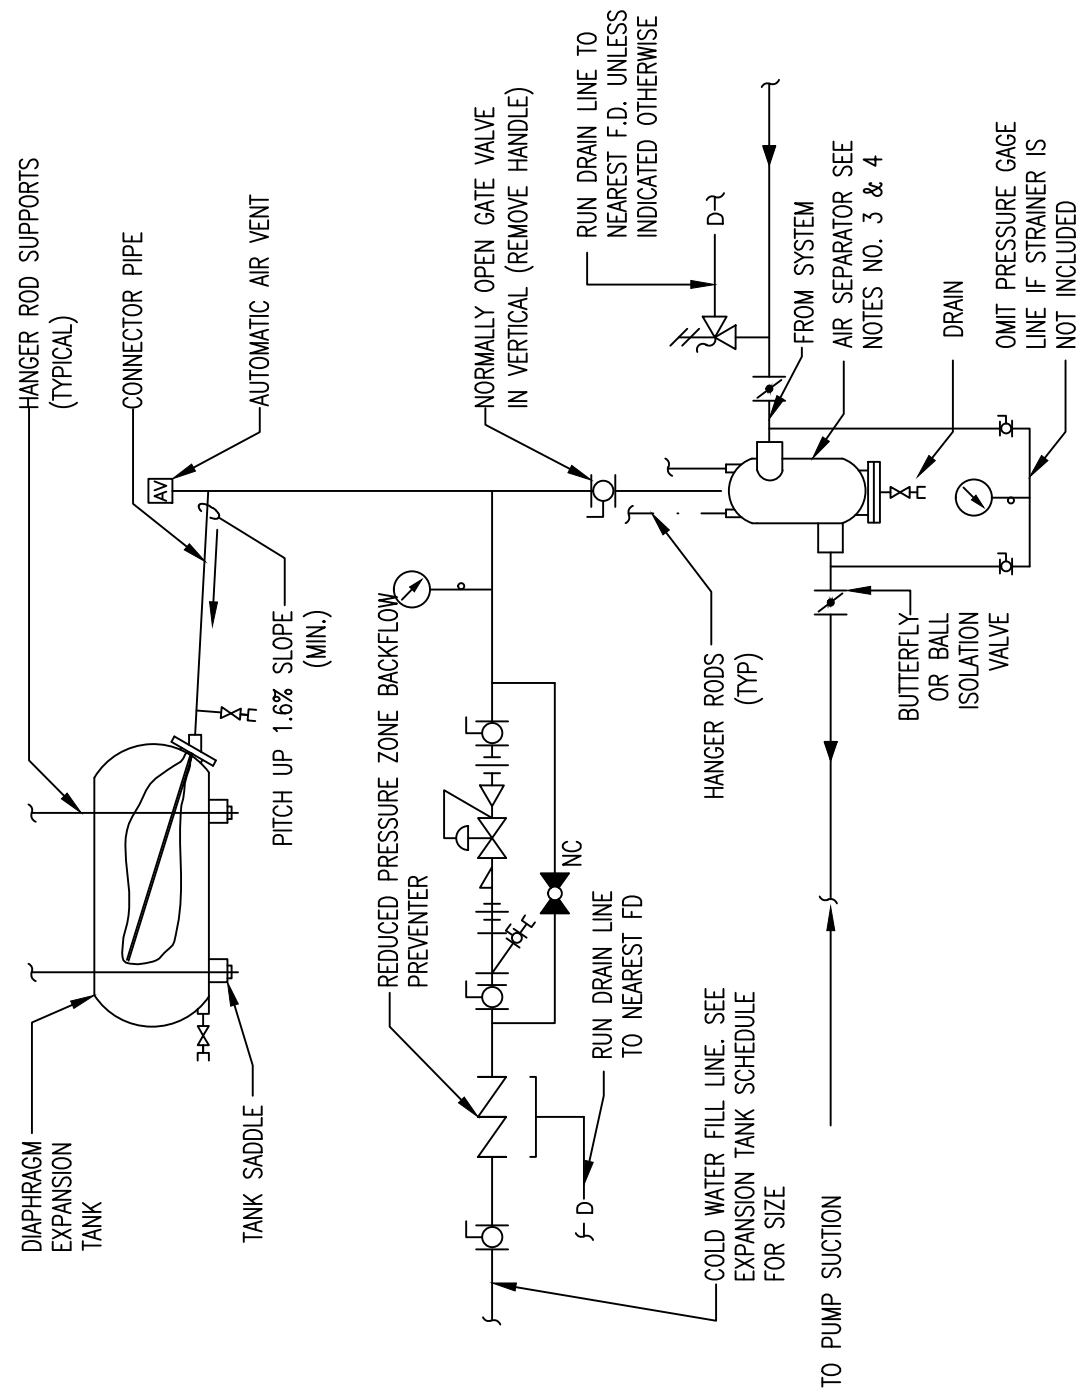 HANGER ROD SUPPORTS
(TYPICAL)
CONNECTOR PIPE
AUTOMATIC AIR VENT
AV
DIAPHRAGM
EXPANSION
TANK
TANK SADDLE
PITCH UP 1.6% SLOPE
(MIN.)
REDUCED PRESSURE ZONE BACKFLOW
PREVENTER
NORMALLY OPEN GATE VALVE
IN VERTICAL (REMOVE HANDLE)
RUN DRAIN LINE TO
NEAREST F.D. UNLESS
INDICATED OTHERWISE
D
NC
RUN DRAIN LINE
TO NEAREST FD
D
COLD WATER FILL LINE. SEE
EXPANSION TANK SCHEDULE
FOR SIZE
HANGER RODS
(TYP)
FROM SYSTEM
AIR SEPARATOR SEE
NOTES NO. 3 & 4
DRAIN
OMIT PRESSURE GAGE
LINE IF STRAINER IS
NOT INCLUDED
BUTTERFLY
OR BALL
ISOLATION
VALVE
TO PUMP SUCTION